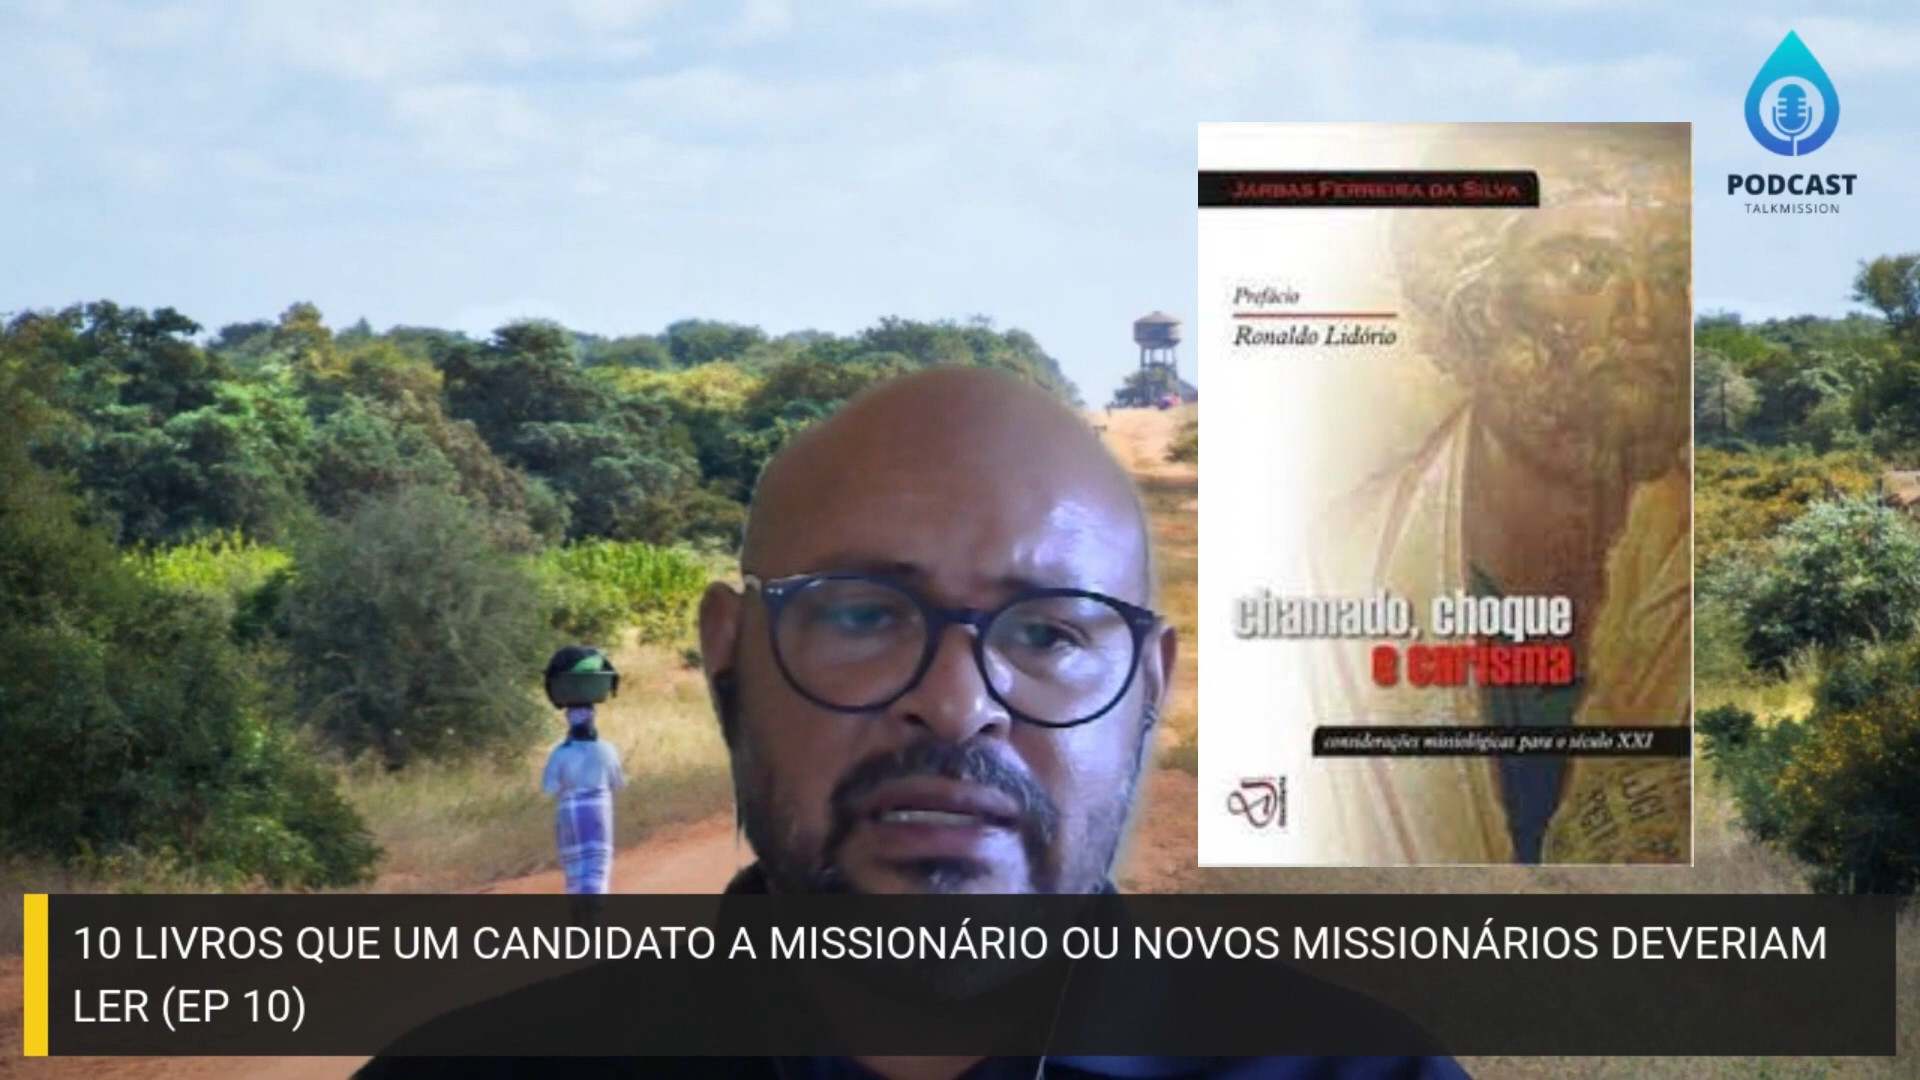 PODCAST
TALKMISSION
JARBAS FERREIRA DA SILVA
Prefácio
Ronaldo Lidório
chamado, choque
e carisma
considerações missiológicas para o século XXI
10 LIVROS QUE UM CANDIDATO A MISSIONÁRIO OU NOVOS MISSIONÁRIOS DEVERIAM
LER (EP 10)